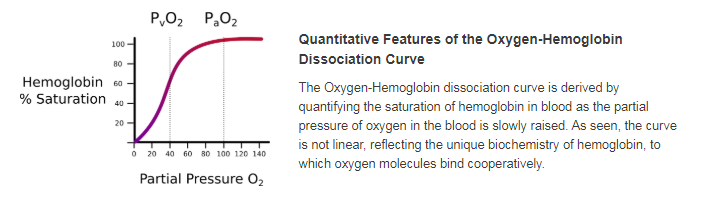 PᵥO₂ PₐO₂
100
80
60
40
20
Hemoglobin
% Saturation
0 20 40 60 80 100 120 140
Partial Pressure O₂
Quantitative Features of the Oxygen-Hemoglobin
Dissociation Curve
The Oxygen-Hemoglobin dissociation curve is derived by
quantifying the saturation of hemoglobin in blood as the partial
pressure of oxygen in the blood is slowly raised. As seen, the curve
is not linear, reflecting the unique biochemistry of hemoglobin, to
which oxygen molecules bind cooperatively.